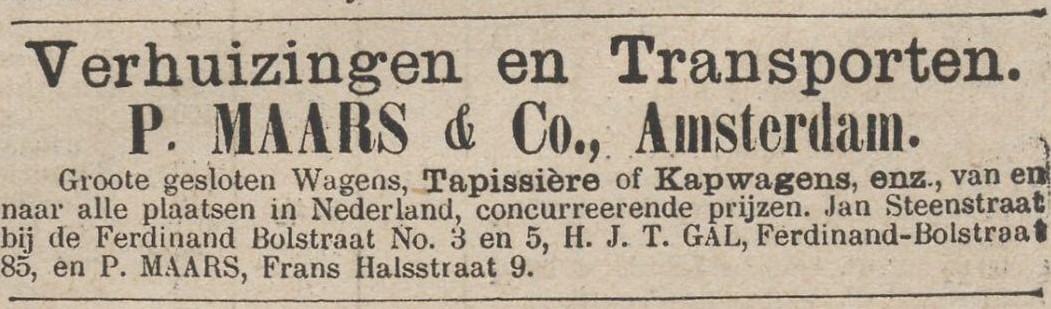 Verhuizingen en Transporten.
P. MAARS & Co., Amsterdam.
Groote gesloten Wagens, Tapissière of Kapwagens, enz., van en
naar alle plaatsen in Nederland, concurreerende prijzen. Jan Steenstraat
bij de Ferdinand Bolstraat No. 3 en 5, H. J. T. GAL, Ferdinand-Bolstraat
85, en P. MAARS, Frans Halsstraat 9.